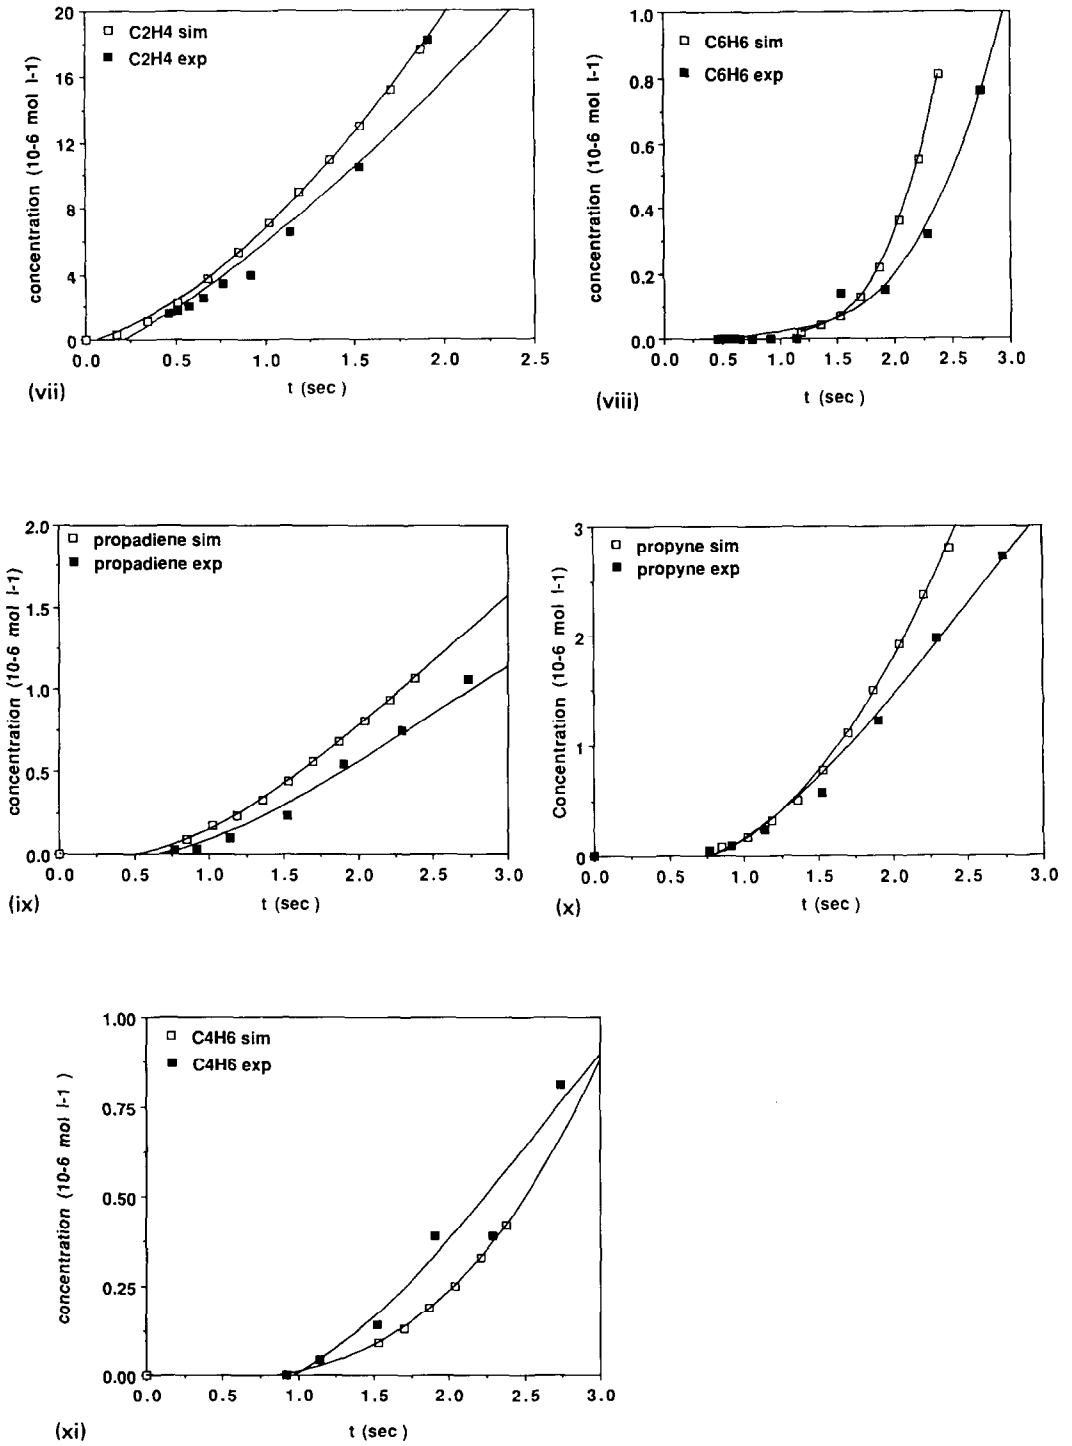 20
16
12
8
4
0
C2H4 sim
C2H4 exp
concentration (10-6 mol l-1)
0.0 0.5 1.0 1.5 2.0 2.5
t (sec)
(vii)
1.0
0.8
0.6
0.4
0.2
0.0
C6H6 sim
C6H6 exp
concentration (10-6 mol l-1)
0.0 0.5 1.0 1.5 2.0 2.5 3.0
t (sec)
(viii)
2.0
1.5
1.0
0.5
0.0
propadiene sim
propadiene exp
concentration (10-6 mol l-1)
0.0 0.5 1.0 1.5 2.0 2.5 3.0
t (sec)
(ix)
3
2
1
0
propyne sim
propyne exp
Concentration (10-6 mol l-1)
0.0 0.5 1.0 1.5 2.0 2.5 3.0
t (sec)
(x)
1.00
0.75
0.50
0.25
0.00
C4H6 sim
C4H6 exp
concentration (10-6 mol l-1)
0.0 0.5 1.0 1.5 2.0 2.5 3.0
t (sec)
(xi)